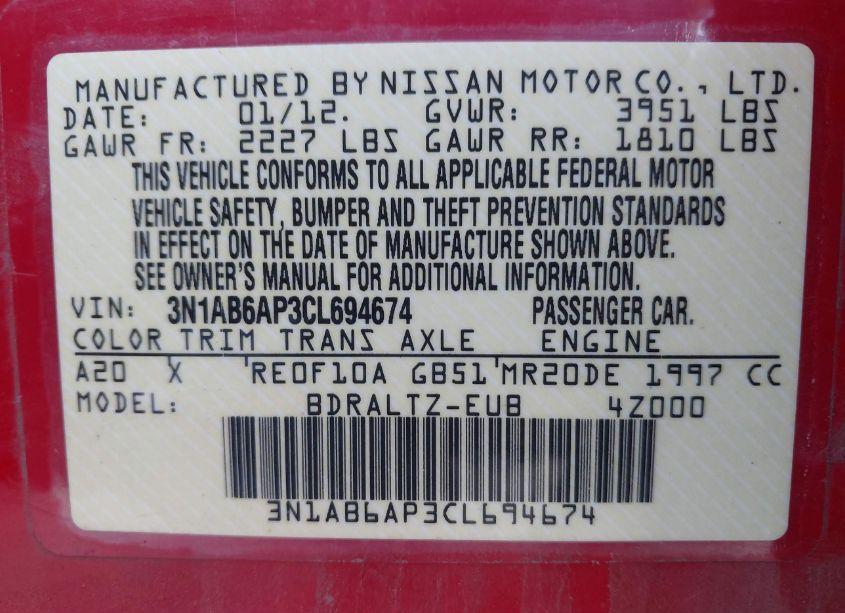 MANUFACTURED BY NISSAN MOTOR CO., LTD.
DATE: 01/12. GVWR: 3951 LBS
GAWR FR: 2227 LBS GAWR RR: 1810 LBS
THIS VEHICLE CONFORMS TO ALL APPLICABLE FEDERAL MOTOR
VEHICLE SAFETY, BUMPER AND THEFT PREVENTION STANDARDS
IN EFFECT ON THE DATE OF MANUFACTURE SHOWN ABOVE.
SEE OWNER'S MANUAL FOR ADDITIONAL INFORMATION.
VIN: 3N1AB6AP3CL694674 PASSENGER CAR.
COLOR TRIM TRANS AXLE ENGINE
A20 X RE0F10A GB51 MR20DE 1997 CC
MODEL: BDRALTZ-EUB 4Z000
3N1AB6AP3CL694674